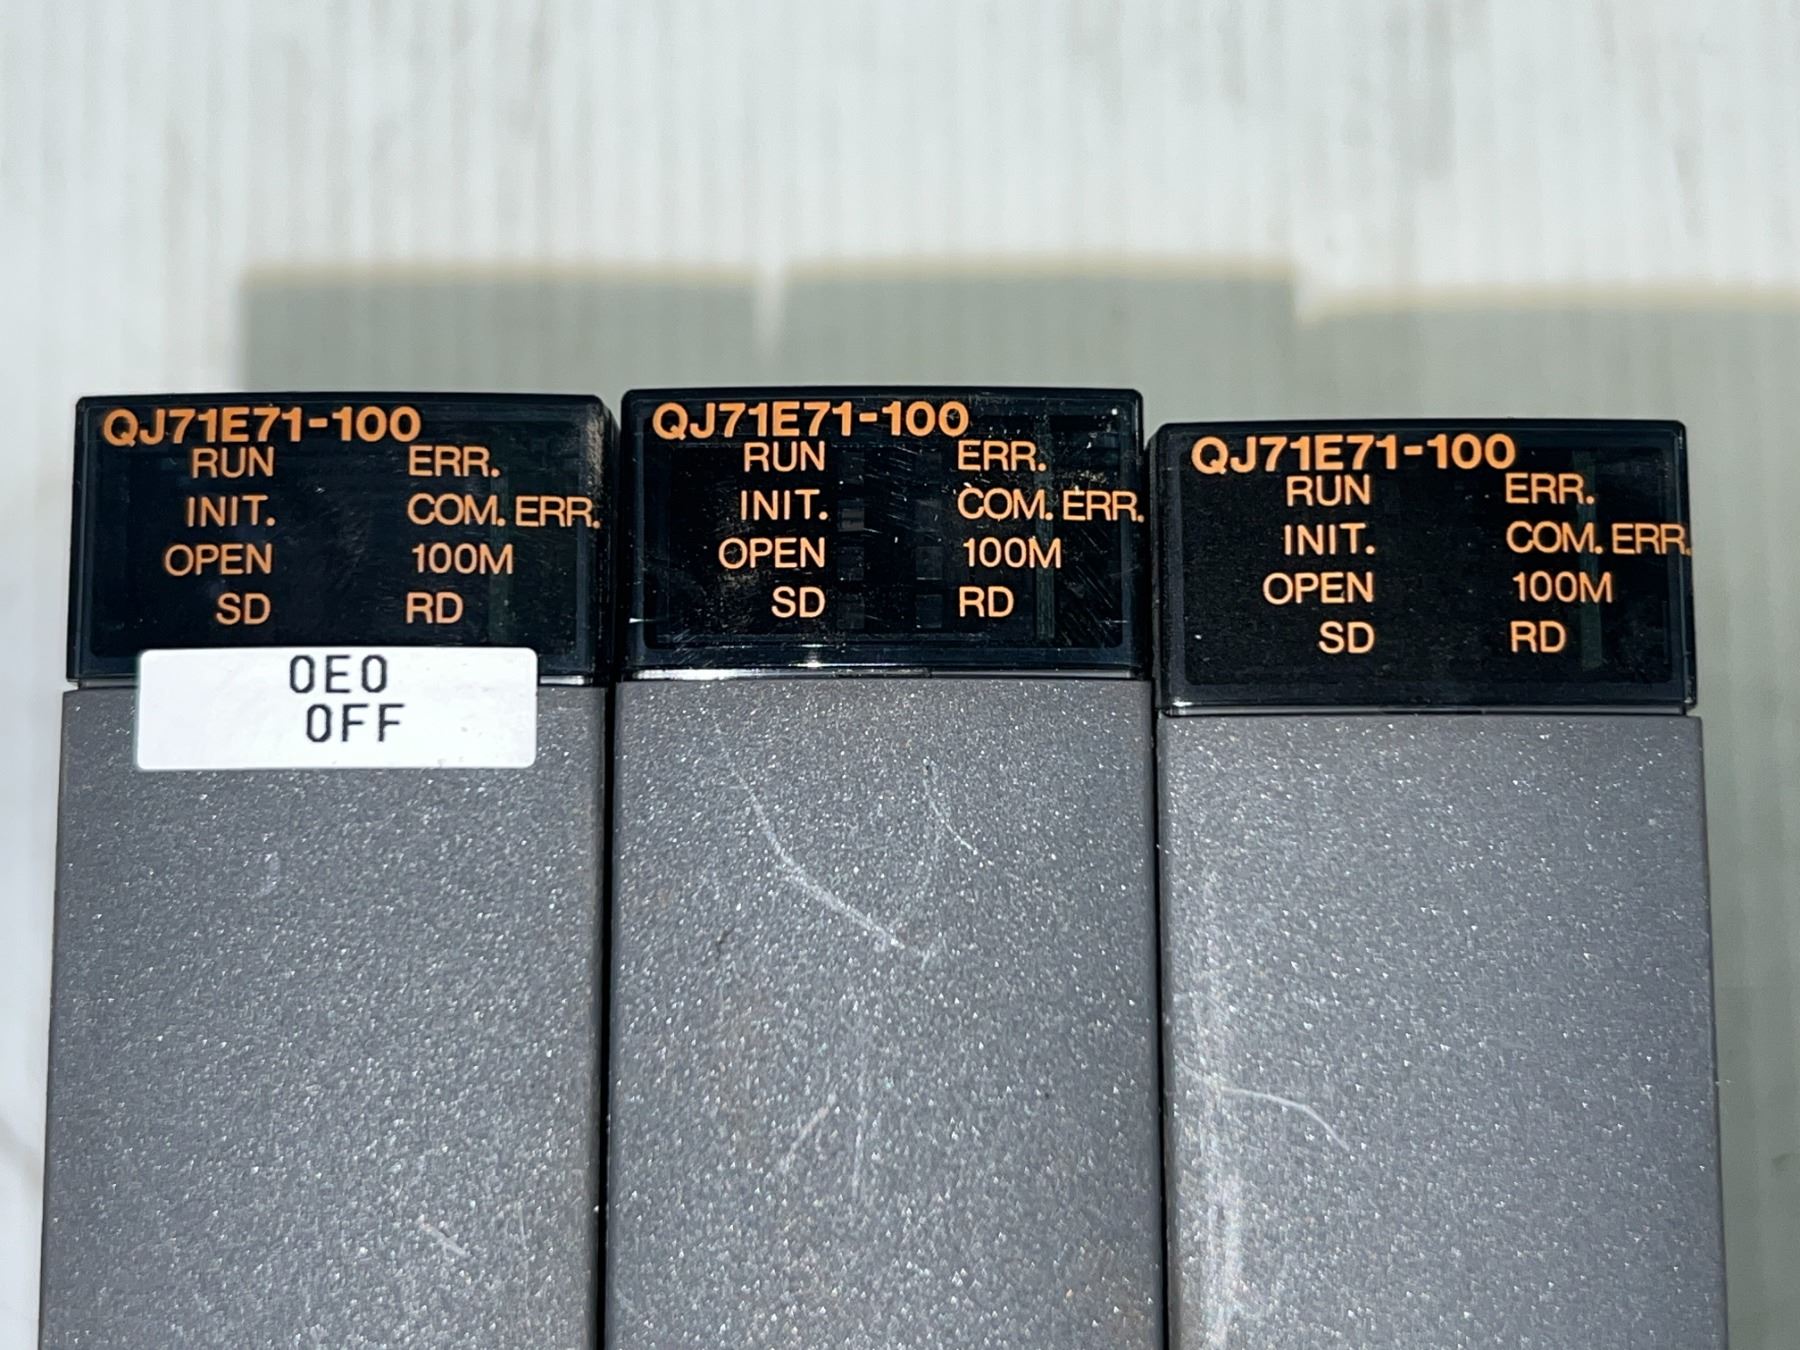 QJ71E71-100
RUN ERR.
INIT. COM. ERR.
OPEN 100M
SD RD
0E0
0FF
QJ71E71-100
RUN ERR.
INIT. COM. ERR.
OPEN 100M
SD RD
QJ71E71-100
RUN ERR.
INIT. COM. ERR.
OPEN 100M
SD RD